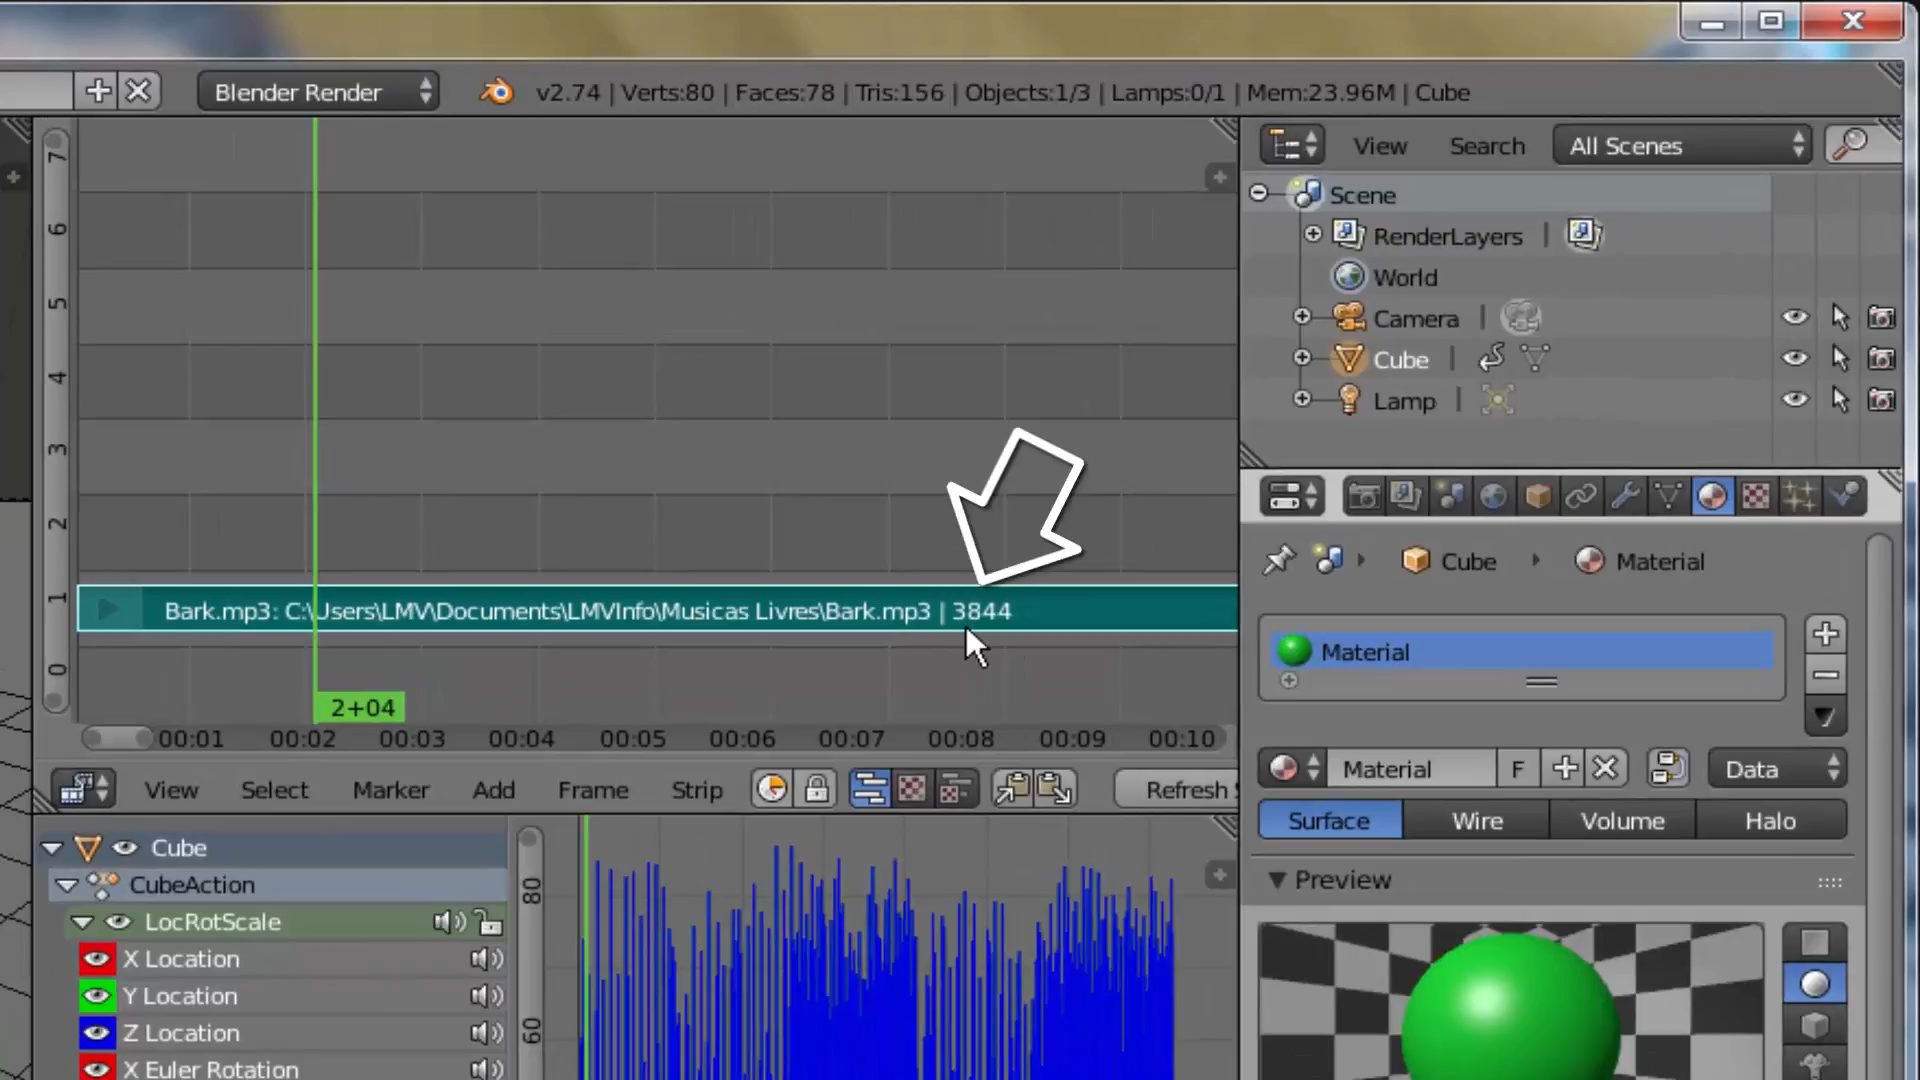 Blender Render
v2.74 | Verts:80 | Faces:78 | Tris:156 | Objects:1/3 | Lamps:0/1 | Mem:23.96M | Cube
View Search All Scenes
Scene
RenderLayers
World
Camera
Cube
Lamp
7
6
5
4
3
2
1
0
Bark.mp3: C:\Users\LMV\Documents\LMVInfo\Musicas Livres\Bark.mp3 | 3844
2+04
00:01 00:02 00:03 00:04 00:05 00:06 00:07 00:08 00:09 00:10
View Select Marker Add Frame Strip Refresh
Cube
CubeAction
LocRotScale
X Location
Y Location
Z Location
X Euler Rotation
80
60
Cube Material
Material
Material F Data
Surface Wire Volume Halo
Preview